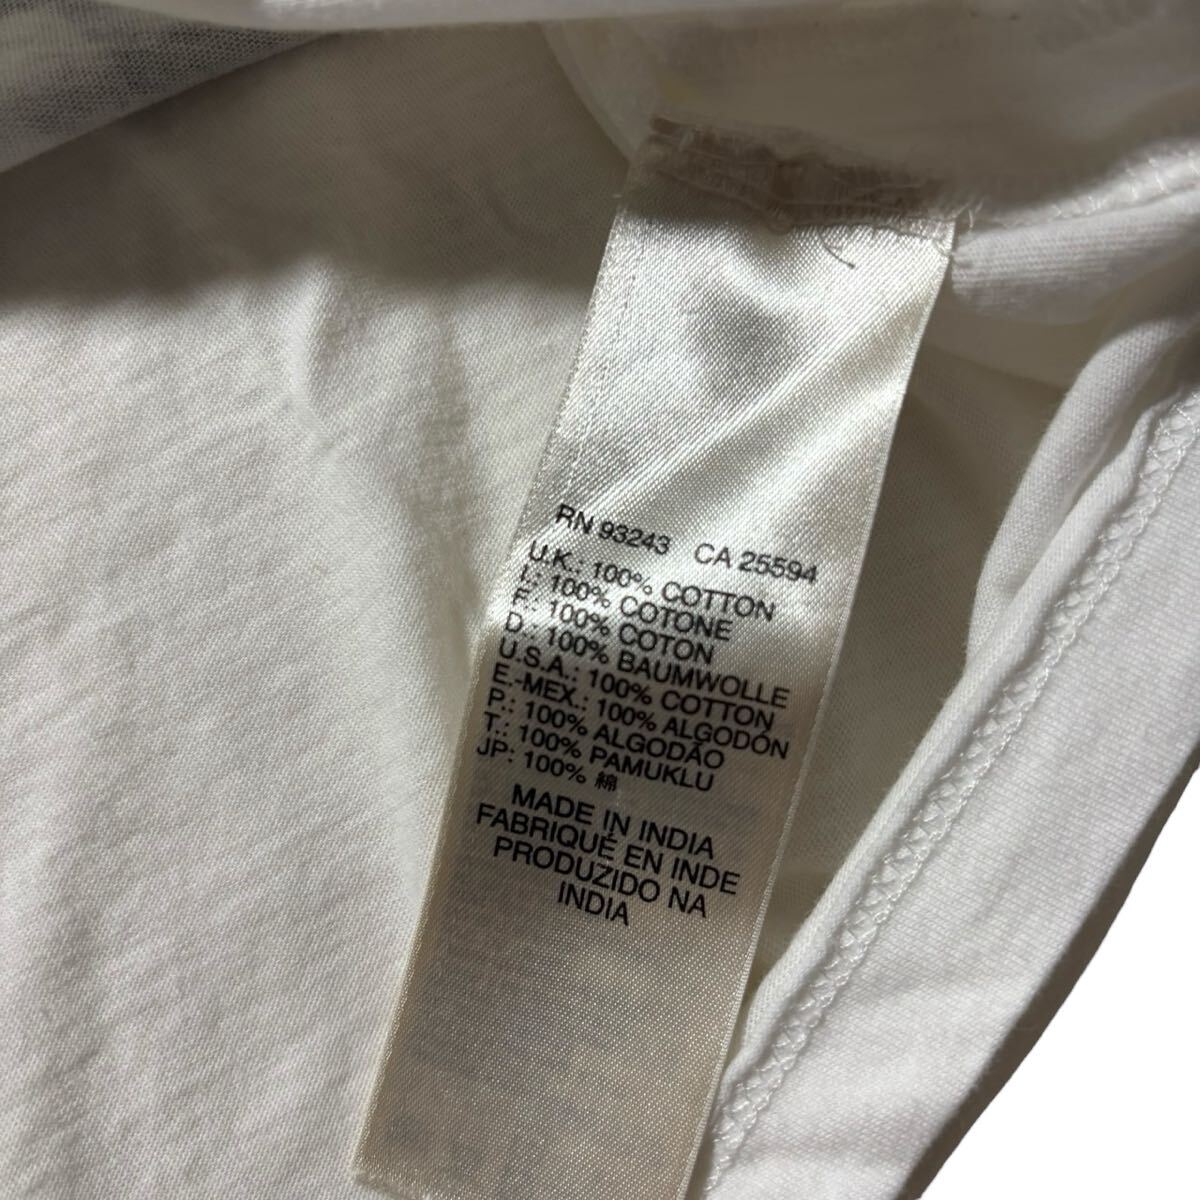 RN 93243 CA 25594
U.K.: 100% COTTON
I.: 100% COTONE
F.: 100% COTON
D.: 100% BAUMWOLLE
U.S.A.: 100% COTTON
E.-MEX.: 100% ALGODÓN
P.: 100% ALGODÃO
T.: 100% PAMUKLU
JP: 100% 綿
MADE IN INDIA
FABRIQUÉ EN INDE
PRODUZIDO NA
INDIA